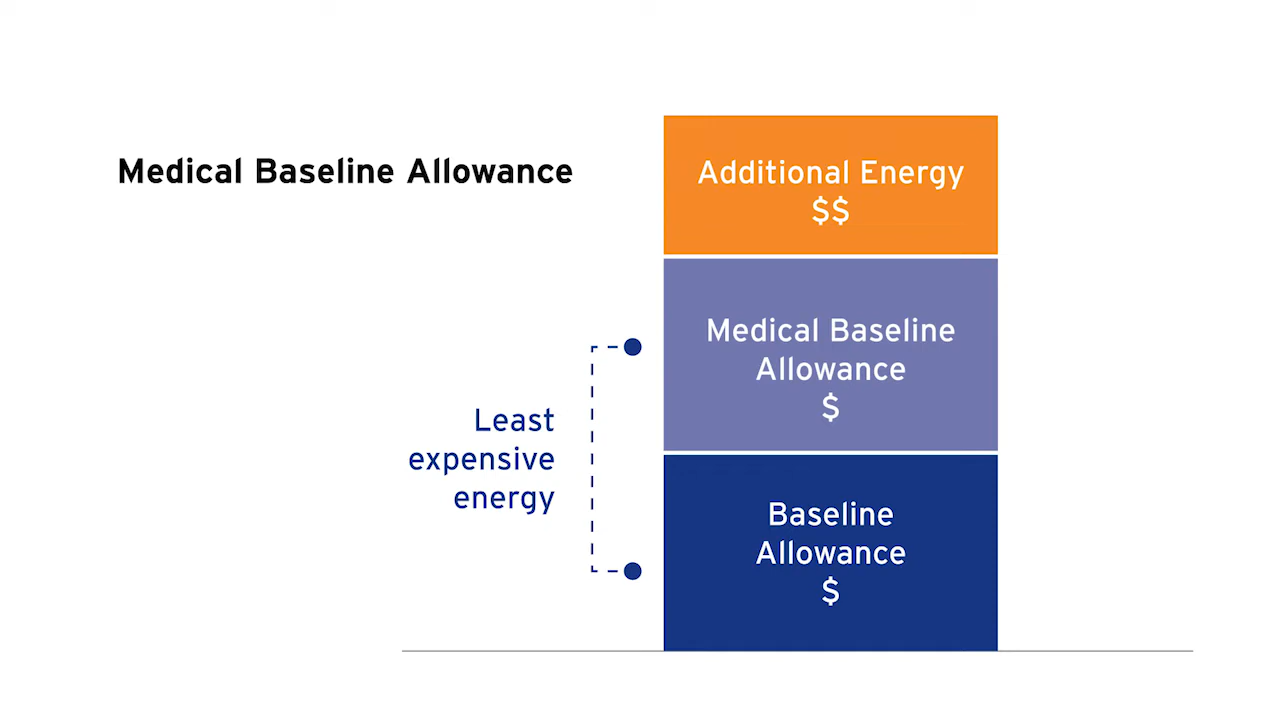 Medical Baseline Allowance
Additional Energy
$$
Medical Baseline
Allowance
$
Least
expensive
energy
Baseline
Allowance
$